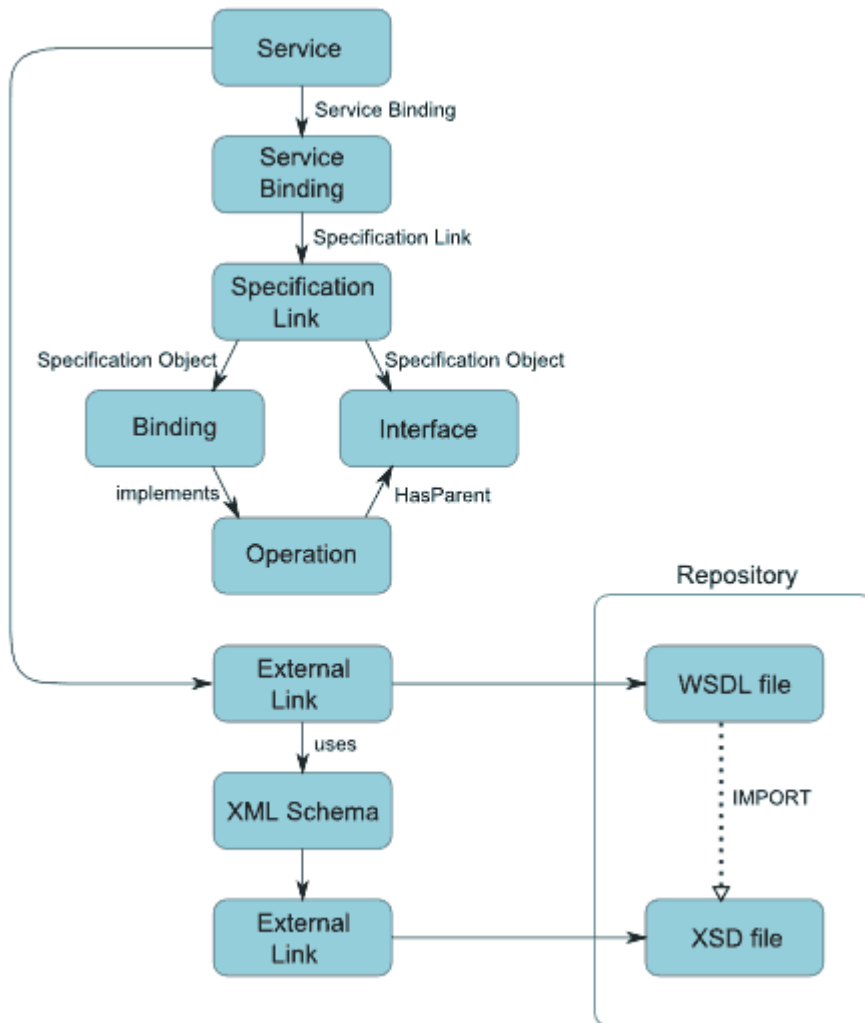 Service
Service Binding
Service
Binding
Specification Link
Specification
Link
Specification Object
Specification Object
Binding
Interface
implements
HasParent
Operation
Repository
External
Link
WSDL file
uses
XML Schema
IMPORT
External
Link
XSD file